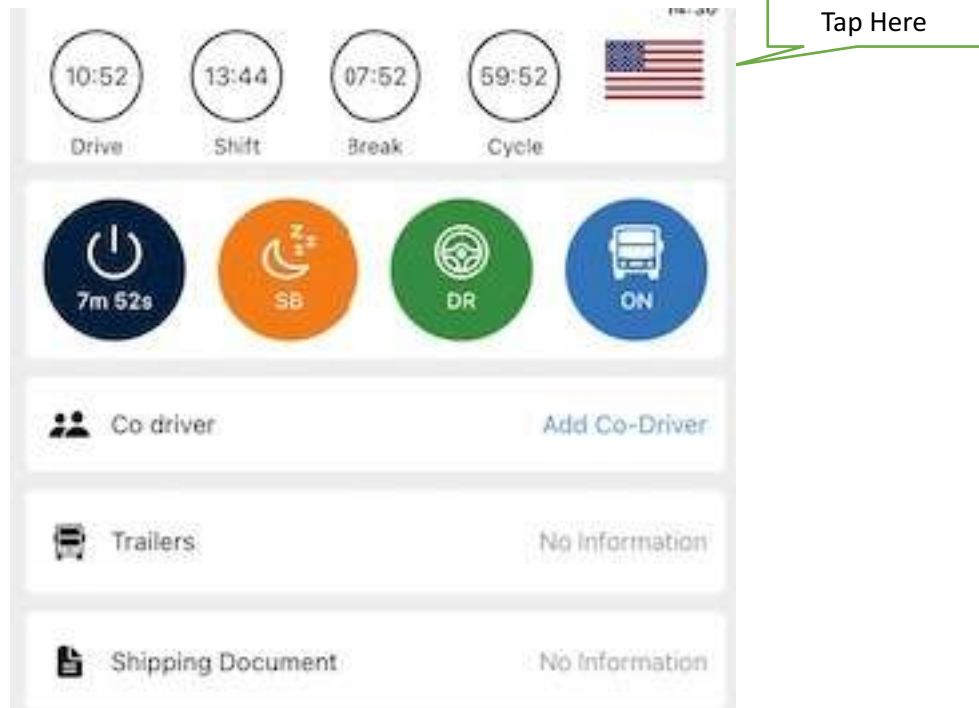 Tap Here
10:52 13:44 07:52 59:52
Drive Shift Break Cycle
7m 52s SB DR ON
Co driver Add Co-Driver
Trailers No Information
Shipping Document No Information